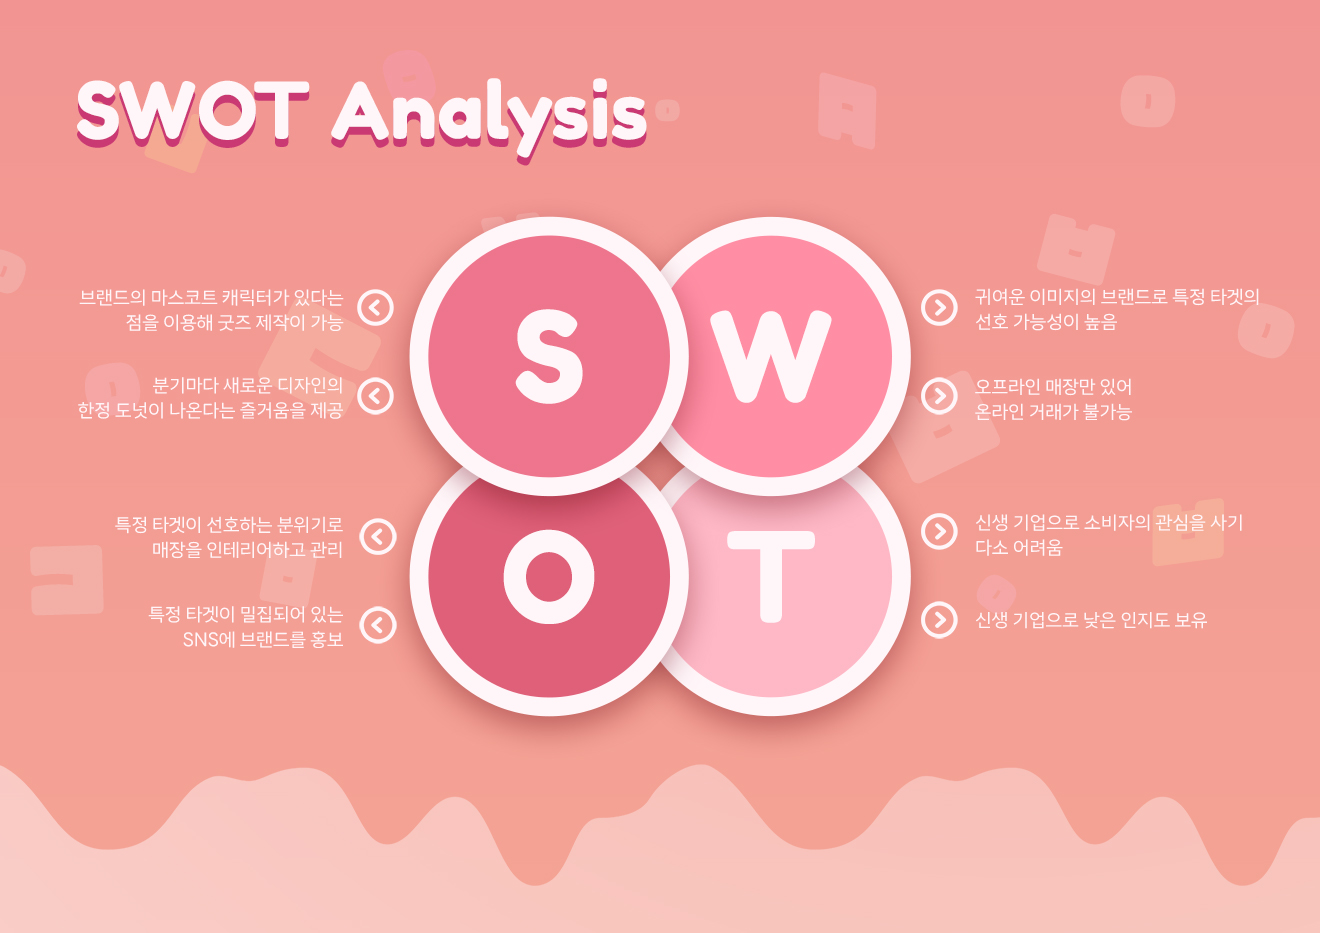 SWOT Analysis
브랜드의 마스코트 캐릭터가 있다는
점을 이용해 굿즈 제작이 가능
분기마다 새로운 디자인의
한정 도넛이 나온다는 즐거움을 제공
S
W
귀여운 이미지의 브랜드로 특정 타겟의
선호 가능성이 높음
오프라인 매장만 있어
온라인 거래가 불가능
특정 타겟이 선호하는 분위기로
매장을 인테리어하고 관리
특정 타겟이 밀집되어 있는
SNS에 브랜드를 홍보
O
T
신생 기업으로 소비자의 관심을 사기
다소 어려움
신생 기업으로 낮은 인지도 보유